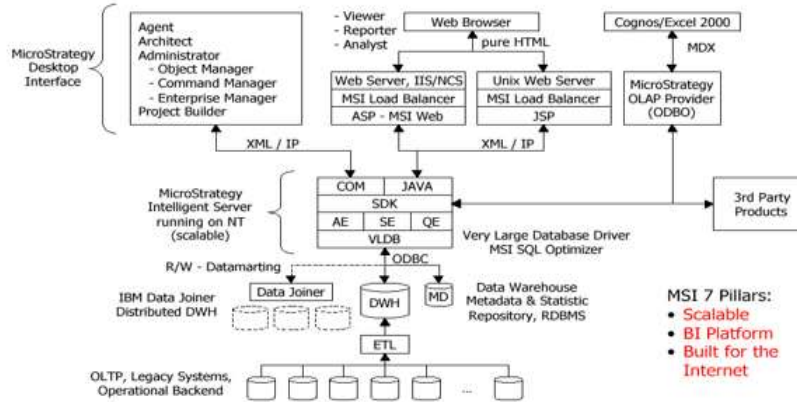 MicroStrategy
Desktop
Interface
Agent
Architect
Administrator
- Object Manager
- Command Manager
- Enterprise Manager
Project Builder
- Viewer
- Reporter
- Analyst
Web Browser
pure HTML
Cognos/Excel 2000
MDX
Web Server, IIS/NCS
MSI Load Balancer
ASP - MSI Web
Unix Web Server
MSI Load Balancer
JSP
MicroStrategy
OLAP Provider
(ODBO)
XML / IP
XML / IP
MicroStrategy
Intelligent Server
running on NT
(scalable)
COM
JAVA
SDK
AE
SE
QE
VLDB
3rd Party
Products
Very Large Database Driver
MSI SQL Optimizer
ODBC
R/W - Datamarting
IBM Data Joiner
Distributed DWH
Data Joiner
DWH
MD
Data Warehouse
Metadata & Statistic
Repository, RDBMS
ETL
OLTP, Legacy Systems,
Operational Backend
...
MSI 7 Pillars:
• Scalable
• BI Platform
• Built for the
Internet